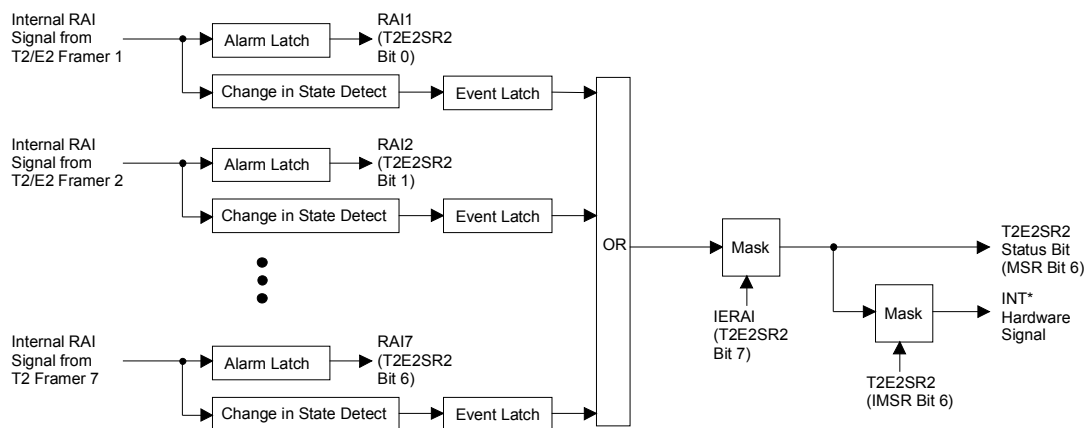 Internal RAI
Signal from
T2/E2 Framer 1
Alarm Latch
RAI1
(T2E2SR2
Bit 0)
Change in State Detect
Event Latch
Internal RAI
Signal from
T2/E2 Framer 2
Alarm Latch
RAI2
(T2E2SR2
Bit 1)
Change in State Detect
Event Latch
OR
Mask
T2E2SR2
Status Bit
(MSR Bit 6)
IERAI
(T2E2SR2
Bit 7)
Mask
INT*
Hardware
Signal
T2E2SR2
(IMSR Bit 6)
Internal RAI
Signal from
T2 Framer 7
Alarm Latch
RAI7
(T2E2SR2
Bit 6)
Change in State Detect
Event Latch